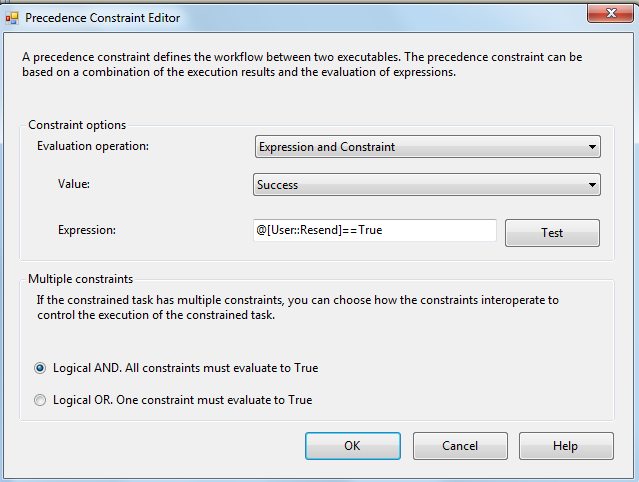 Precedence Constraint Editor
A precedence constraint defines the workflow between two executables. The precedence constraint can be
based on a combination of the execution results and the evaluation of expressions.
Constraint options
Evaluation operation:
Expression and Constraint
Value:
Success
Expression:
@[User::Resend]==True
Test
Multiple constraints
If the constrained task has multiple constraints, you can choose how the constraints interoperate to
control the execution of the constrained task.
Logical AND. All constraints must evaluate to True
Logical OR. One constraint must evaluate to True
OK
Cancel
Help